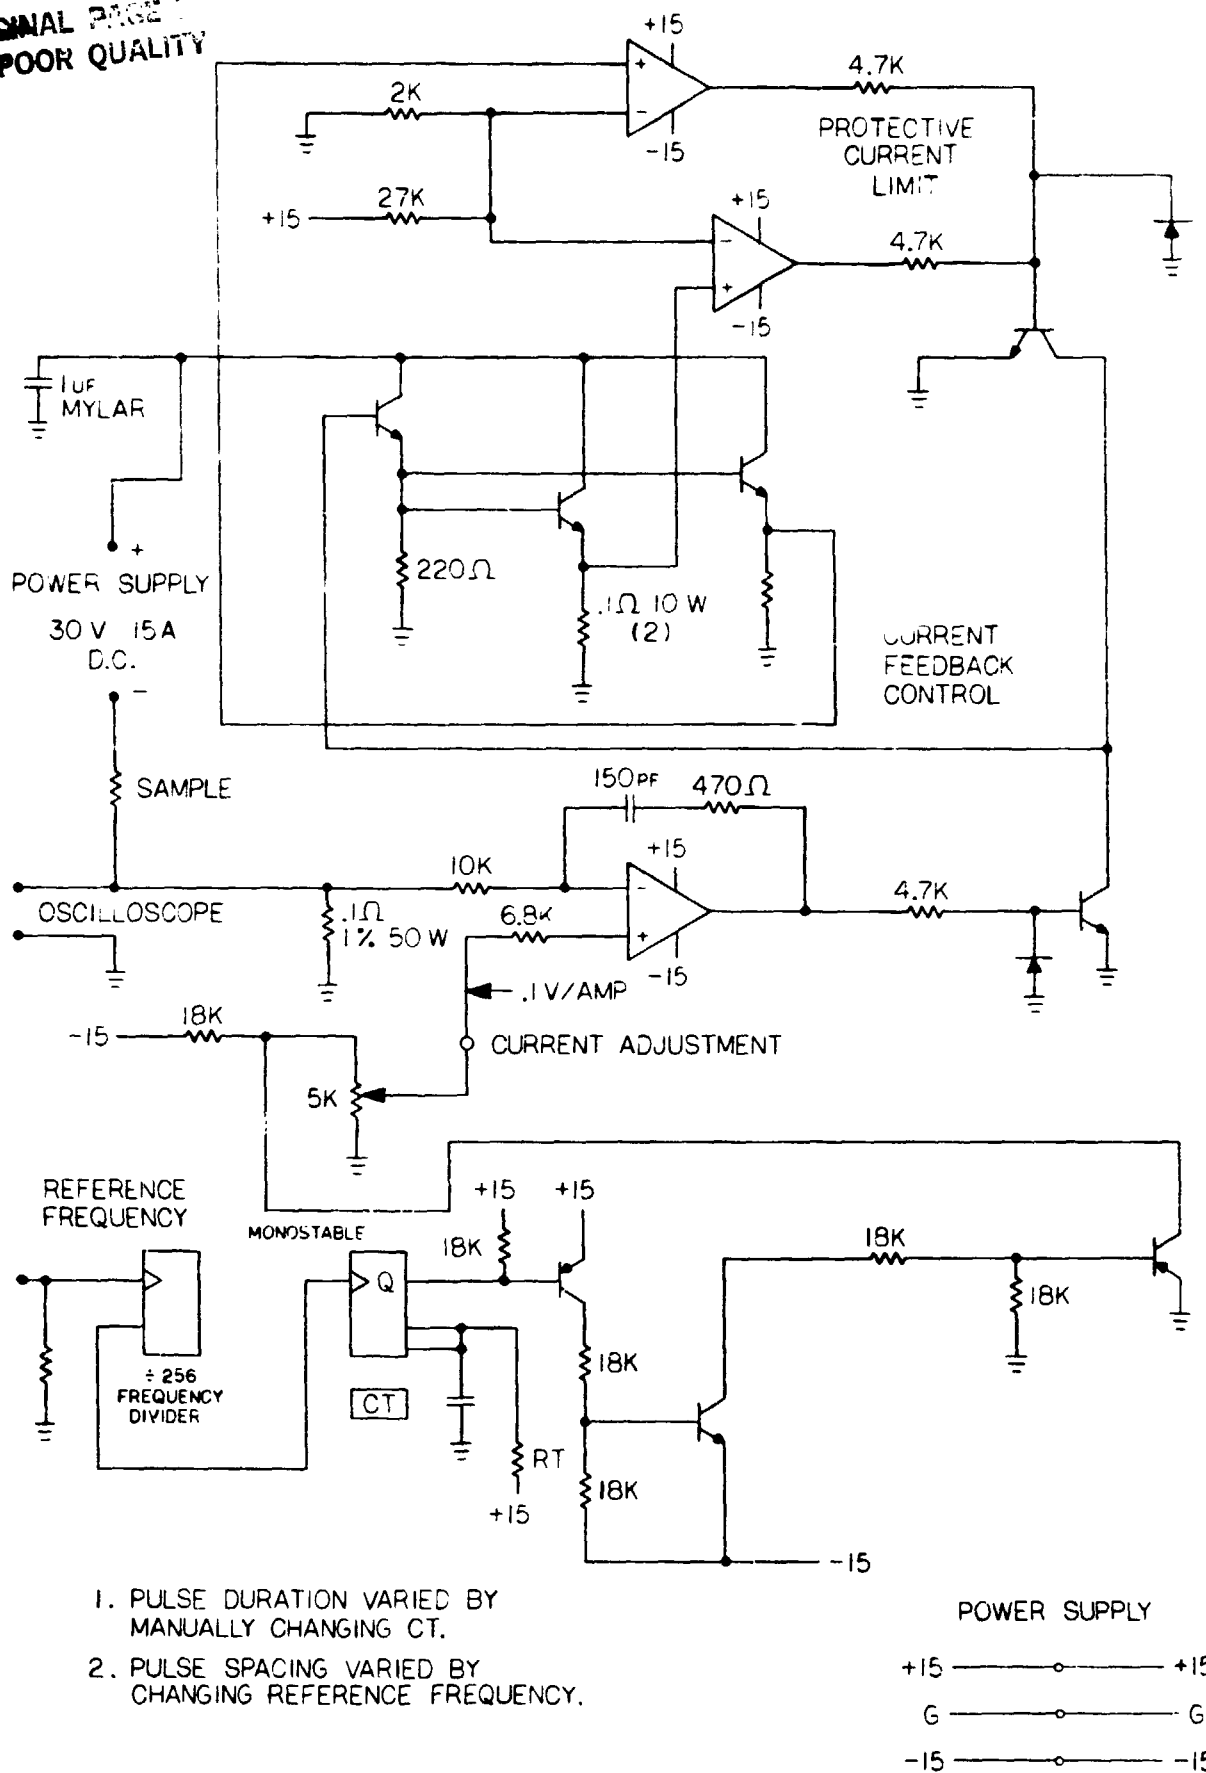 PAGE
POOR QUALITY
+15
4.7K
2K
+
−
−15
PROTECTIVE
CURRENT
LIMIT
27K
+15
+15
−
4.7K
+
−15
1UF
MYLAR
+
POWER SUPPLY
30 V 15A
D.C.
−
220Ω
.1Ω 10 W
(2)
CURRENT
FEEDBACK
CONTROL
SAMPLE
150PF
470Ω
10K
+15
−
4.7K
OSCILLOSCOPE
.1Ω
1% 50 W
6.8K
+
−15
.1V/AMP
18K
−15
CURRENT ADJUSTMENT
5K
REFERENCE
FREQUENCY
+15
+15
MONOSTABLE
18K
18K
Q
18K
÷ 256
FREQUENCY
DIVIDER
18K
CT
RT
18K
+15
−15
1. PULSE DURATION VARIED BY
MANUALLY CHANGING CT.
2. PULSE SPACING VARIED BY
CHANGING REFERENCE FREQUENCY.
POWER SUPPLY
+15
+15
G
G
−15
−15